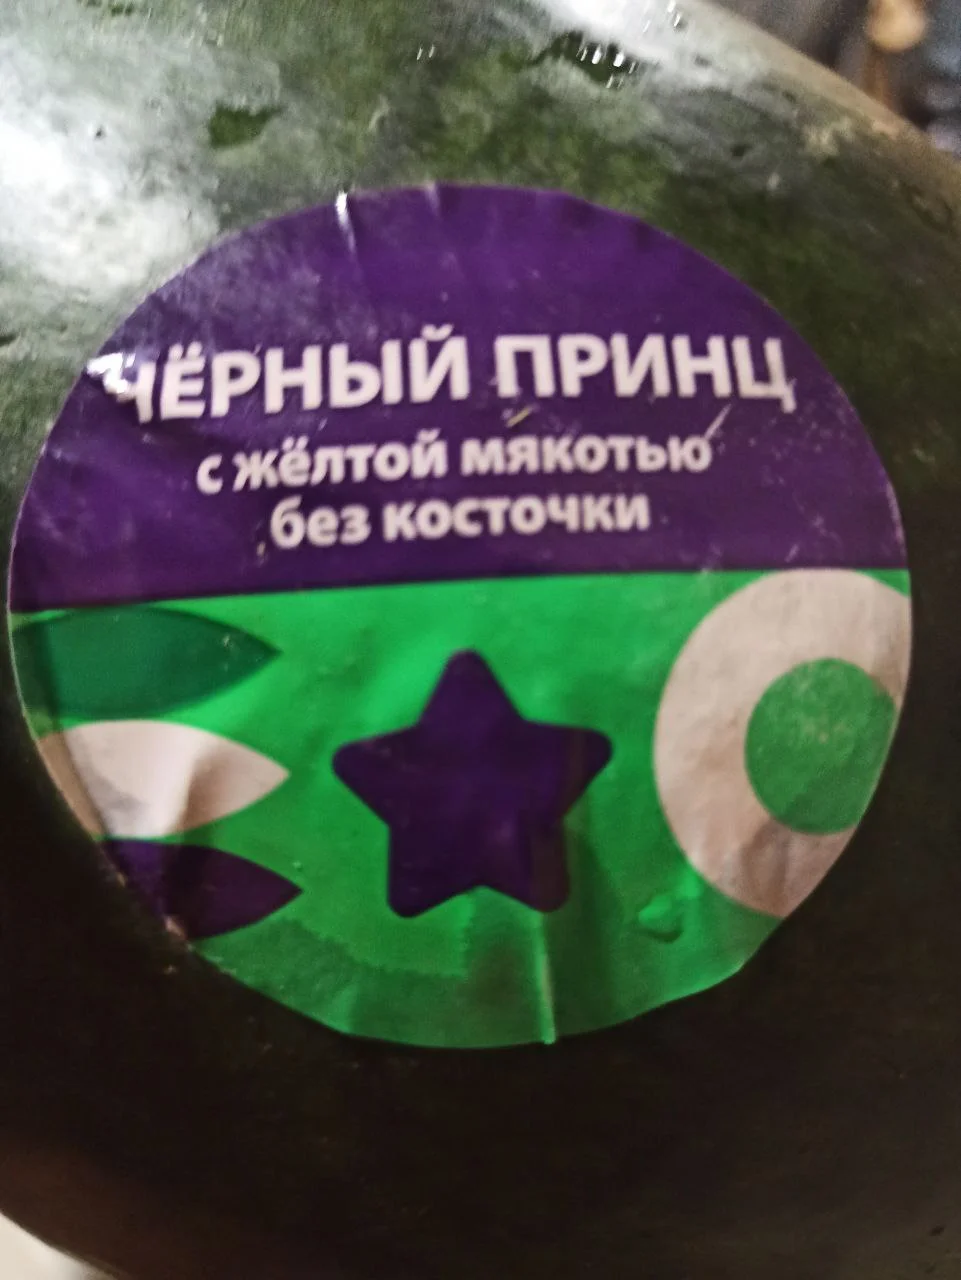 ЧЁРНЫЙ ПРИНЦ
с жёлтой мякотью
без косточки